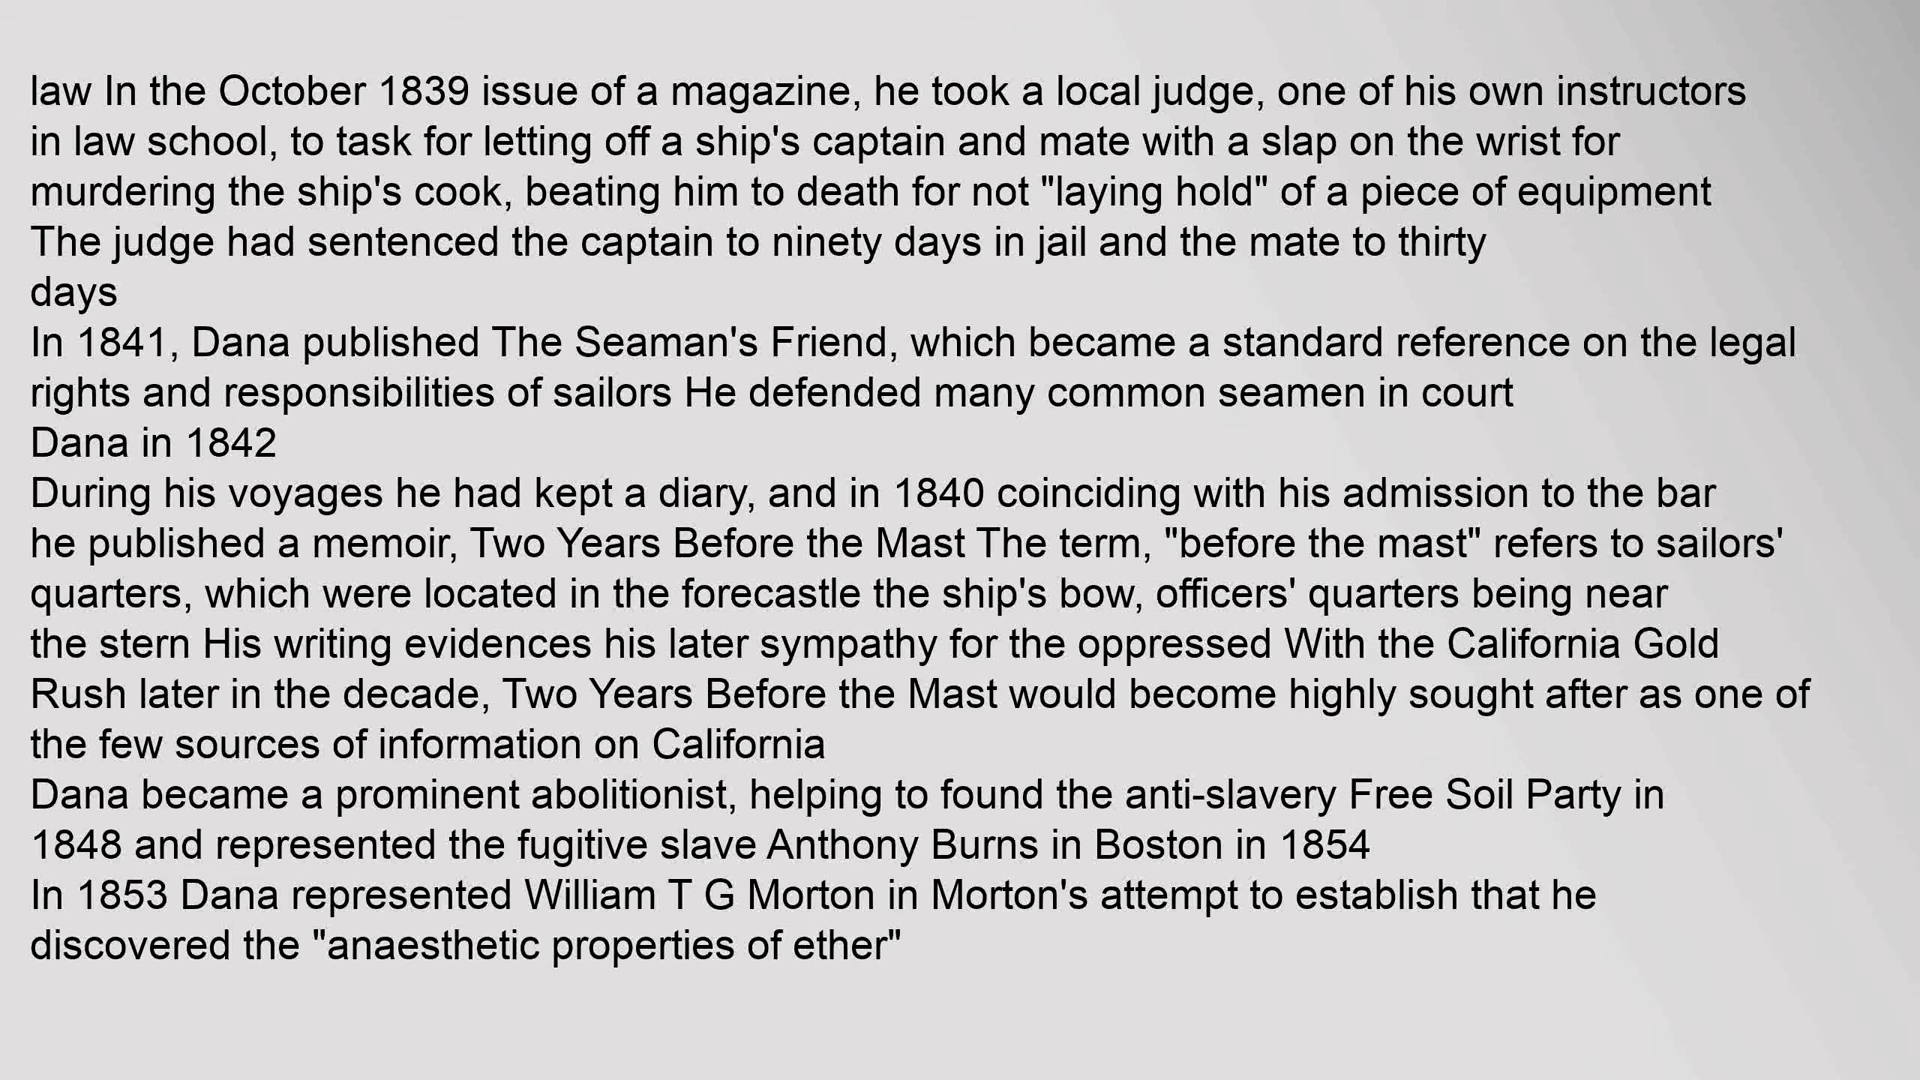 law In the October 1839 issue of a magazine, he took a local judge, one of his own instructors
in law school, to task for letting off a ship's captain and mate with a slap on the wrist for
murdering the ship's cook, beating him to death for not "laying hold" of a piece of equipment
The judge had sentenced the captain to ninety days in jail and the mate to thirty
days
In 1841, Dana published The Seaman's Friend, which became a standard reference on the legal
rights and responsibilities of sailors He defended many common seamen in court
Dana in 1842
During his voyages he had kept a diary, and in 1840 coinciding with his admission to the bar
he published a memoir, Two Years Before the Mast The term, "before the mast" refers to sailors'
quarters, which were located in the forecastle the ship's bow, officers' quarters being near
the stern His writing evidences his later sympathy for the oppressed With the California Gold
Rush later in the decade, Two Years Before the Mast would become highly sought after as one of
the few sources of information on California
Dana became a prominent abolitionist, helping to found the anti-slavery Free Soil Party in
1848 and represented the fugitive slave Anthony Burns in Boston in 1854
In 1853 Dana represented William T G Morton in Morton's attempt to establish that he
discovered the "anaesthetic properties of ether"